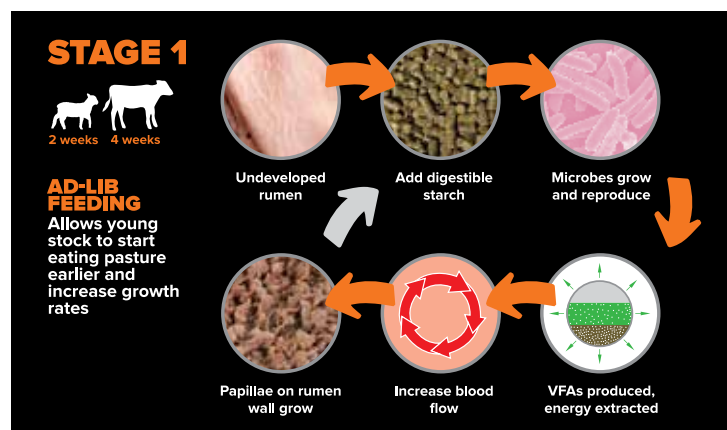 STAGE 1
2 weeks 4 weeks
AD-LIB
FEEDING
Allows young
stock to start
eating pasture
earlier and
increase growth
rates
Undeveloped
rumen
Add digestible
starch
Microbes grow
and reproduce
Papillae on rumen
wall grow
Increase blood
flow
VFAs produced,
energy extracted